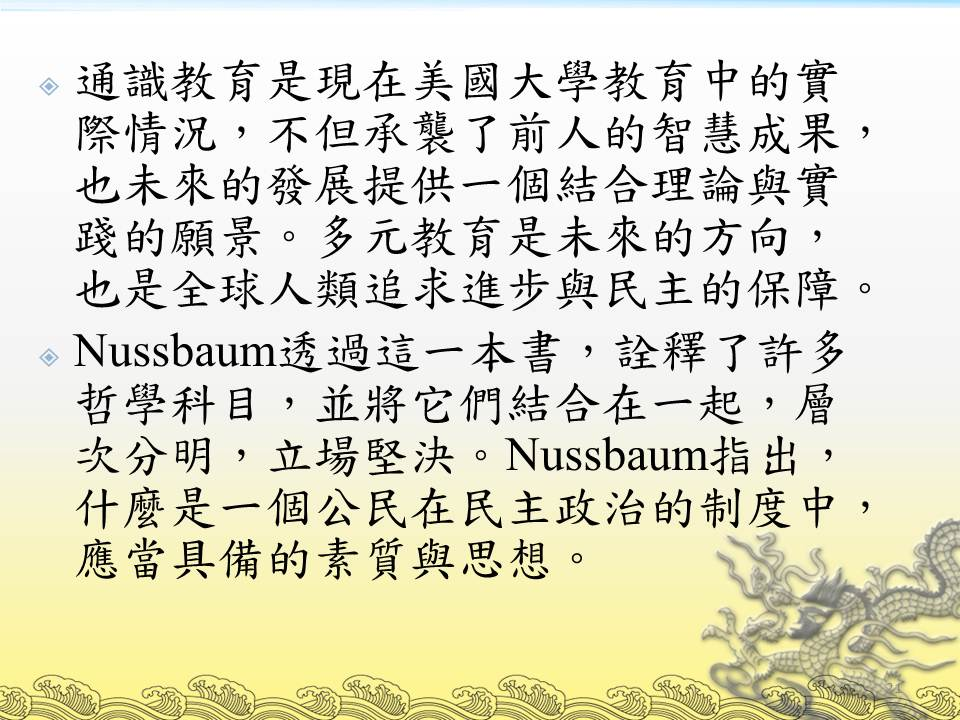 通識教育是現在美國大學教育中的實
際情況，不但承襲了前人的智慧成果，
也未來的發展提供一個結合理論與實
踐的願景。多元教育是未來的方向，
也是全球人類追求進步與民主的保障。
Nussbaum透過這一本書，詮釋了許多
哲學科目，並將它們結合在一起，層
次分明，立場堅決。Nussbaum指出，
什麼是一個公民在民主政治的制度中，
應當具備的素質與思想。
21